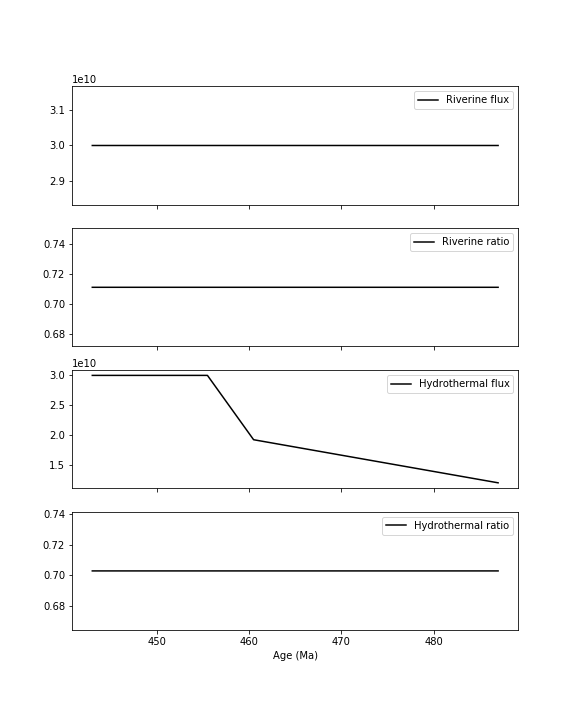 1e10
Riverine flux
3.1
3.0
2.9
Riverine ratio
0.74
0.72
0.70
0.68
1e10
Hydrothermal flux
3.0
2.5
2.0
1.5
Hydrothermal ratio
0.74
0.72
0.70
0.68
450 460 470 480
Age (Ma)